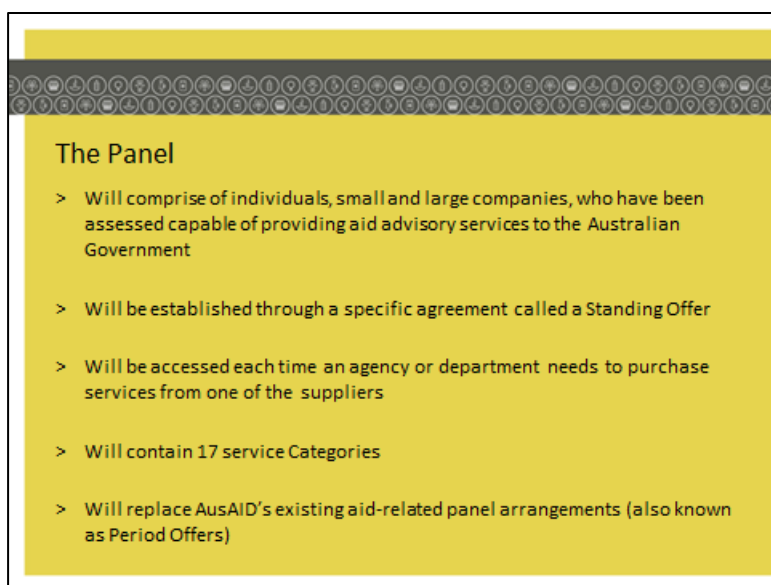 The Panel
> Will comprise of individuals, small and large companies, who have been
assessed capable of providing aid advisory services to the Australian
Government
> Will be established through a specific agreement called a Standing Offer
> Will be accessed each time an agency or department needs to purchase
services from one of the suppliers
> Will contain 17 service Categories
> Will replace AusAID's existing aid-related panel arrangements (also known
as Period Offers)